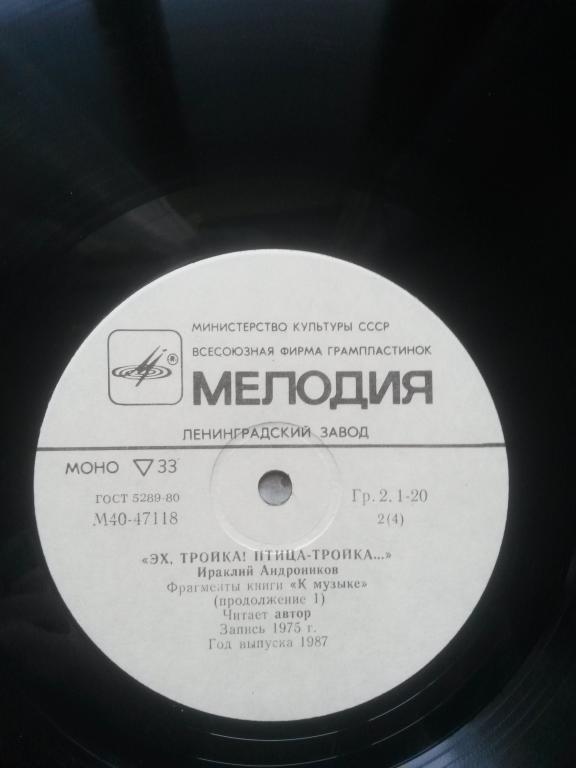 МИНИСТЕРСТВО КУЛЬТУРЫ СССР
ВСЕСОЮЗНАЯ ФИРМА ГРАМПЛАСТИНОК
®
МЕЛОДИЯ
ЛЕНИНГРАДСКИЙ ЗАВОД
МОНО ▽ 33
ГОСТ 5289-80
Гр. 2. 1-20
М40-47118
2(4)
«ЭХ, ТРОЙКА! ПТИЦА-ТРОЙКА...»
Ираклий Андроников
Фрагменты книги «К музыке»
(продолжение 1)
Читает автор
Запись 1975 г.
Год выпуска 1987